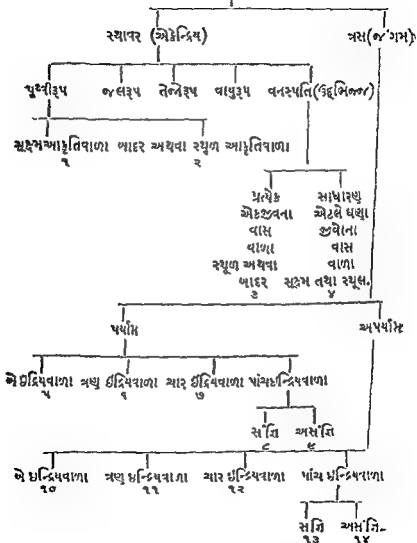 સ્થાવર (એકેન્દ્રિય) ત્રસ(જંગમ)
પૃથ્વીરૂપ જલરૂપ તેજોરૂપ વાયુરૂપ વનસ્પતિ(ઉદ્ભિજ્જ)
સૂક્ષ્મ આકૃતિવાળા બાદર અથવા સ્થૂળ આકૃતિવાળા
૧ ૨
પ્રત્યેક સાધારણ
એકજીવના એટલે ઘણા
વાસ જીવોના
વાળા વાસ
સ્થૂળ અથવા વાળા
બાદર સૂક્ષ્મ તથા સ્થૂલ.
૩ ૪
પર્યાપ્ત અપર્યાપ્ત
બે ઇંદ્રિયવાળા ત્રણ ઇંદ્રિયવાળા ચાર ઇંદ્રિયવાળા પાંચઇન્દ્રિયવાળા
૫ ૬ ૭
સંજ્ઞિ અસંજ્ઞિ
૮ ૯
બે ઇન્દ્રિયવાળા ત્રણ ઇન્દ્રિયવાળા ચાર ઇન્દ્રિયવાળા પાંચ ઇન્દ્રિયવાળા
૧૦ ૧૧ ૧૨
સંજ્ઞિ અસંજ્ઞિ-
૧૩ ૧૪